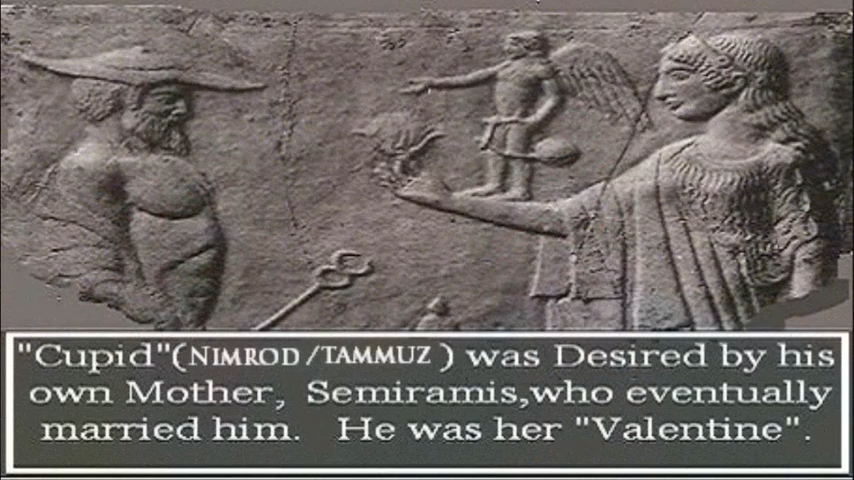 "Cupid"(NIMROD/TAMMUZ) was Desired by his
own Mother, Semiramis,who eventually
married him. He was her "Valentine".